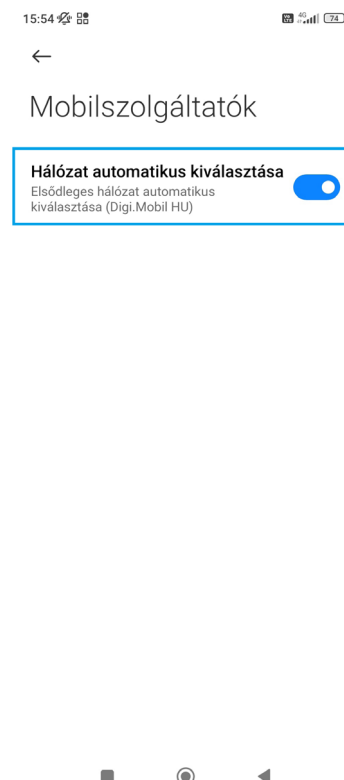 15:54
4G
74
Mobilszolgáltatók
Hálózat automatikus kiválasztása
Elsődleges hálózat automatikus
kiválasztása (Digi.Mobil HU)